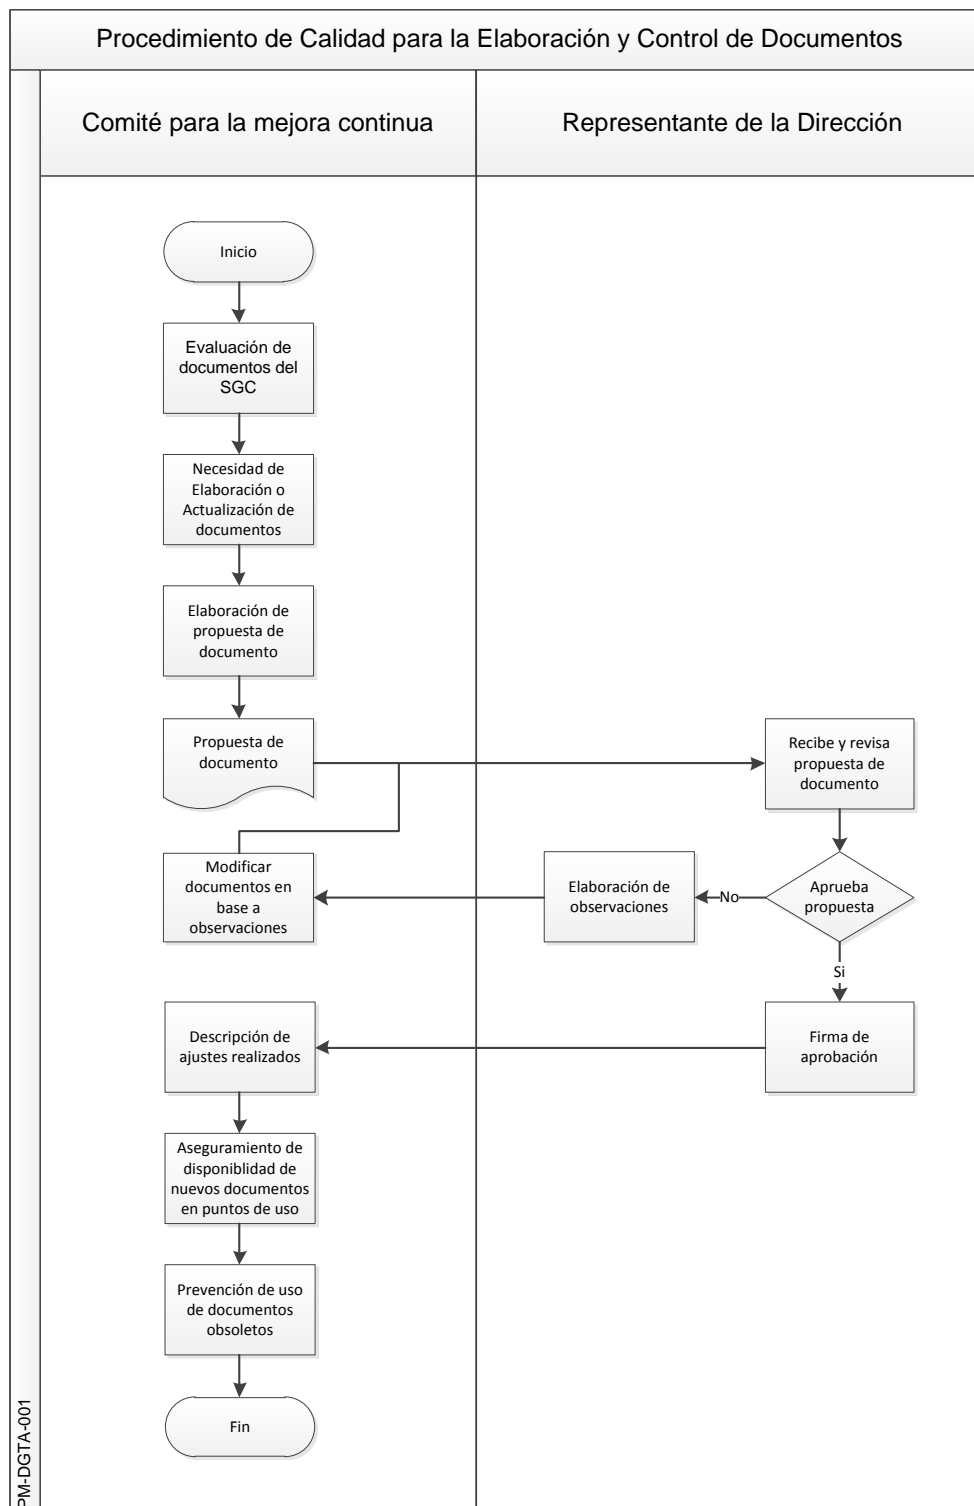 Procedimiento de Calidad para la Elaboración y Control de Documentos
Comité para la mejora continua
Representante de la Dirección
Inicio
Evaluación de
documentos del
SGC
Necesidad de
Elaboración o
Actualización de
documentos
Elaboración de
propuesta de
documento
Propuesta de
documento
Recibe y revisa
propuesta de
documento
Aprueba
propuesta
No
Elaboración de
observaciones
Modificar
documentos en
base a
observaciones
Si
Firma de
aprobación
Descripción de
ajustes realizados
Aseguramiento de
disponiblidad de
nuevos documentos
en puntos de uso
Prevención de uso
de documentos
obsoletos
Fin
PM-DGTA-001